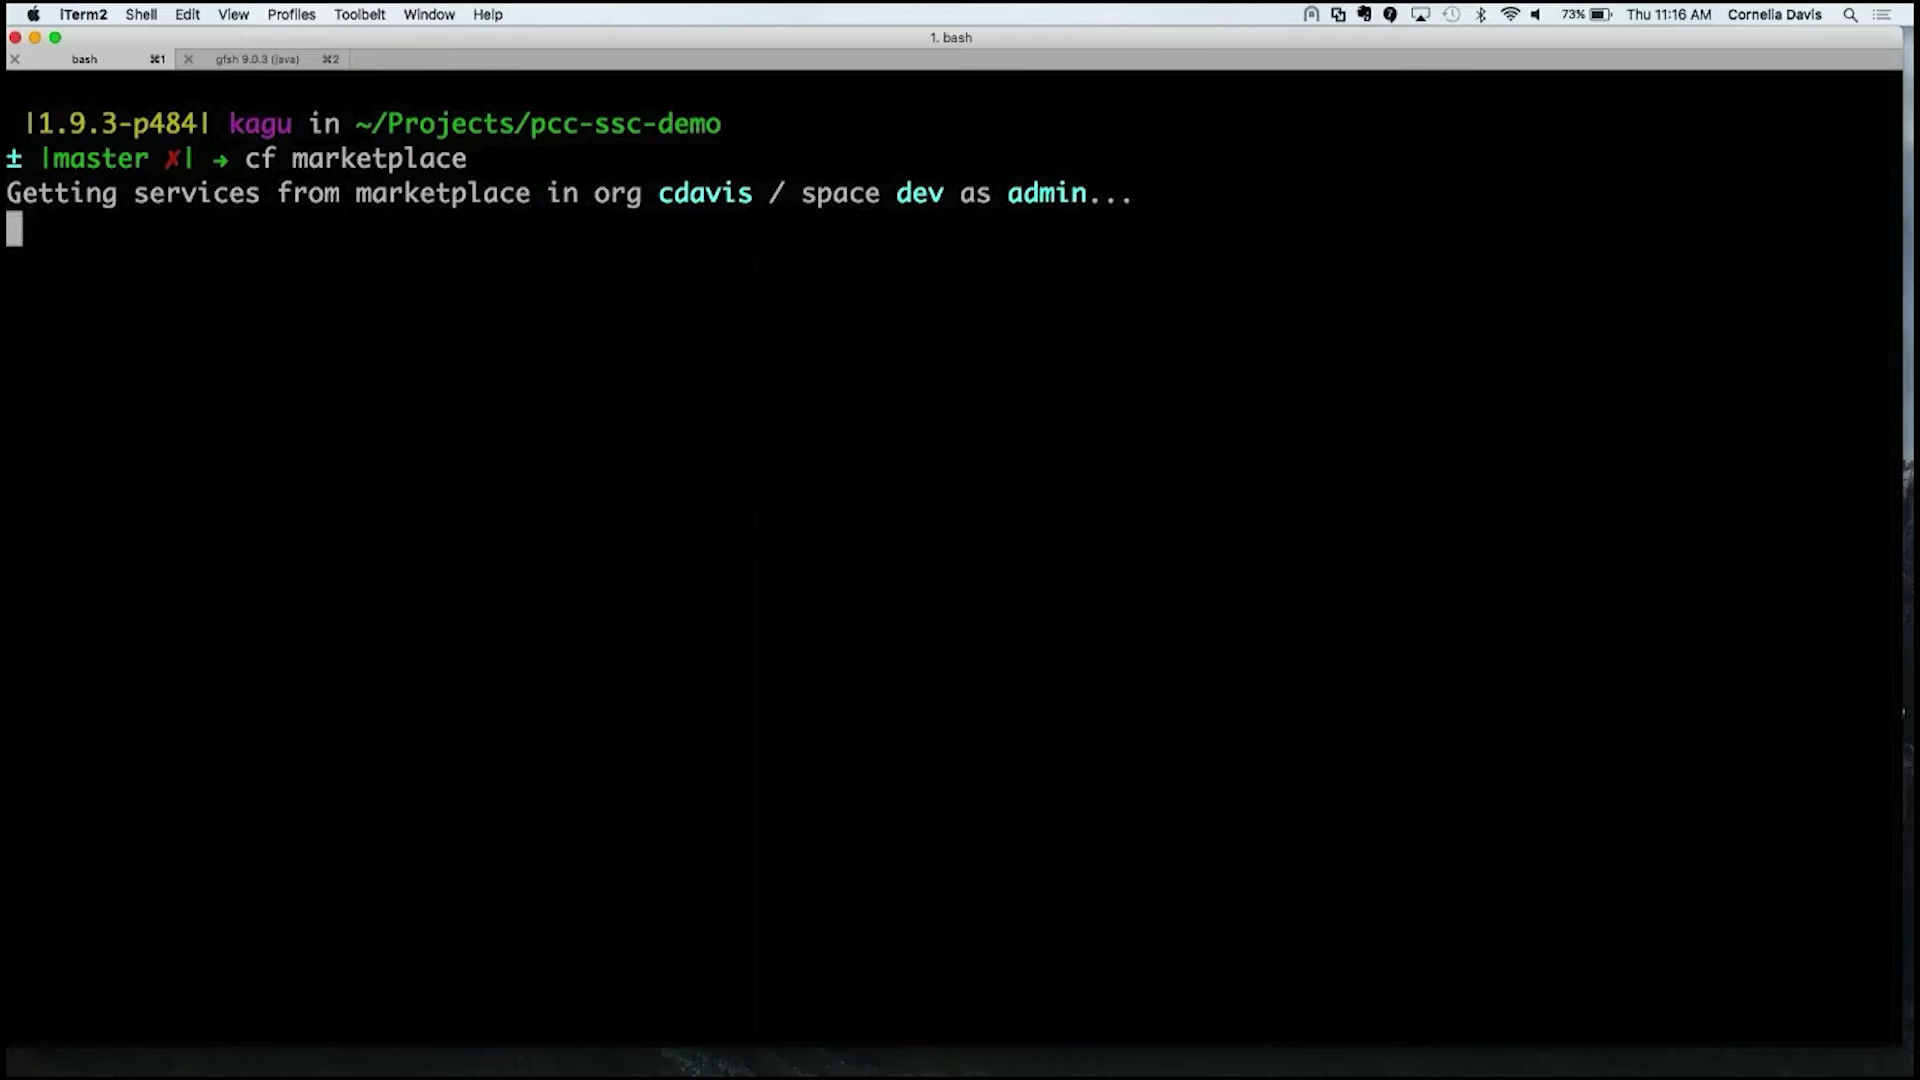 iTerm2 Shell Edit View Profiles Toolbelt Window Help 73% Thu 11:16 AM Cornelia Davis
1. bash
bash ⌘1 gfsh 9.0.3 (java) ⌘2
|1.9.3-p484| kagu in ~/Projects/pcc-ssc-demo
± |master ✗| → cf marketplace
Getting services from marketplace in org cdavis / space dev as admin...